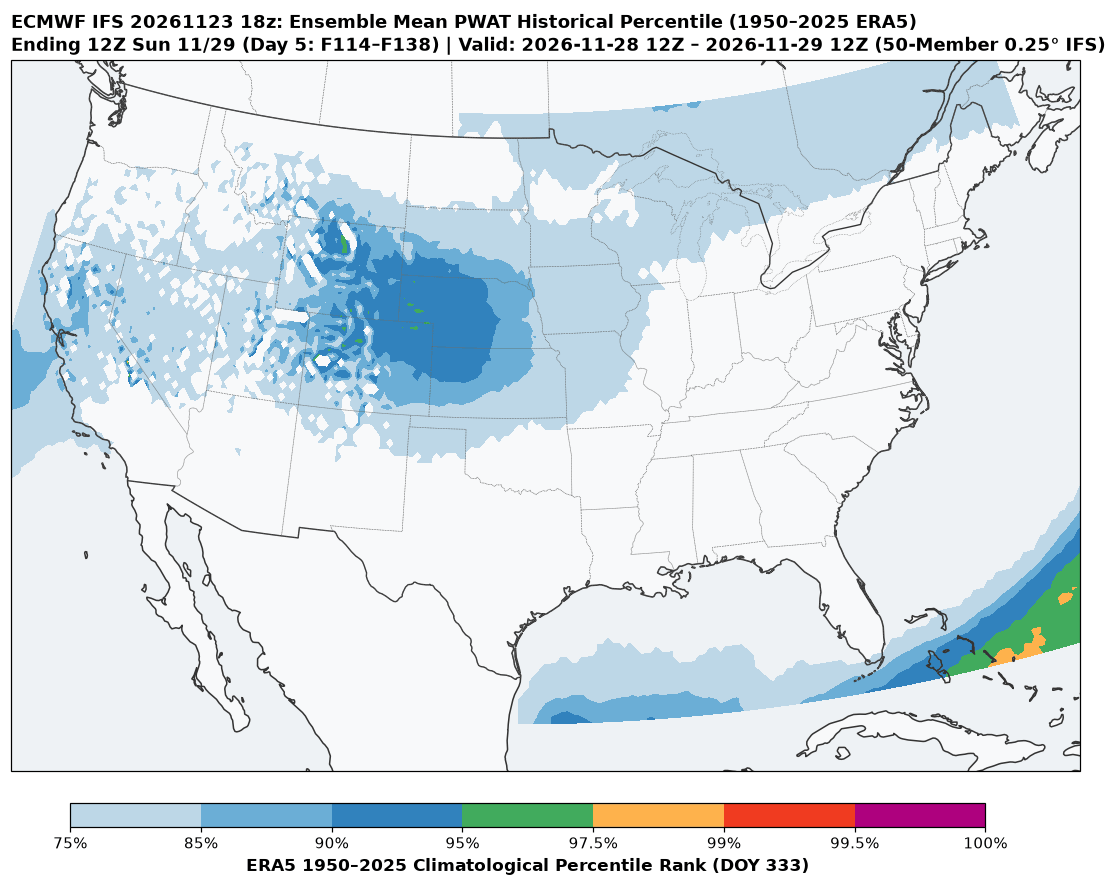 ECMWF IFS 20261123 18z: Ensemble Mean PWAT Historical Percentile (1950–2025 ERA5)
Ending 12Z Sun 11/29 (Day 5: F114–F138) | Valid: 2026-11-28 12Z – 2026-11-29 12Z (50-Member 0.25° IFS)
75% 85% 90% 95% 97.5% 99% 99.5% 100%
ERA5 1950–2025 Climatological Percentile Rank (DOY 333)